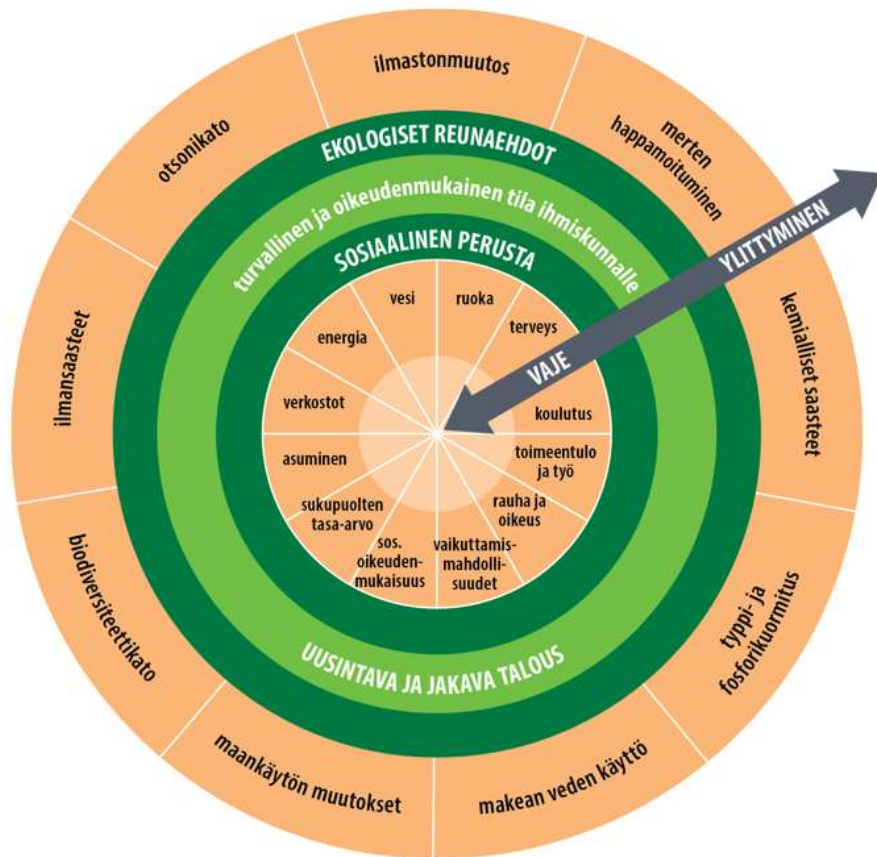 ilmastonmuutos
merten
happamoituminen
kemialliset saasteet
typpi- ja
fosforikuormitus
makean veden käyttö
maankäytön muutokset
biodiversiteettikato
ilmansaasteet
otsonikato
EKOLOGISET REUNAEHDOT
turvallinen ja oikeudenmukainen tila ihmiskunnalle
SOSIAALINEN PERUSTA
YLITTYMINEN
VAJE
vesi
ruoka
terveys
koulutus
toimeentulo
ja työ
rauha ja
oikeus
vaikuttamis-
mahdolli-
suudet
sos.
oikeuden-
mukaisuus
sukupuolten
tasa-arvo
asuminen
verkostot
energia
UUSINTAVA JA JAKAVA TALOUS